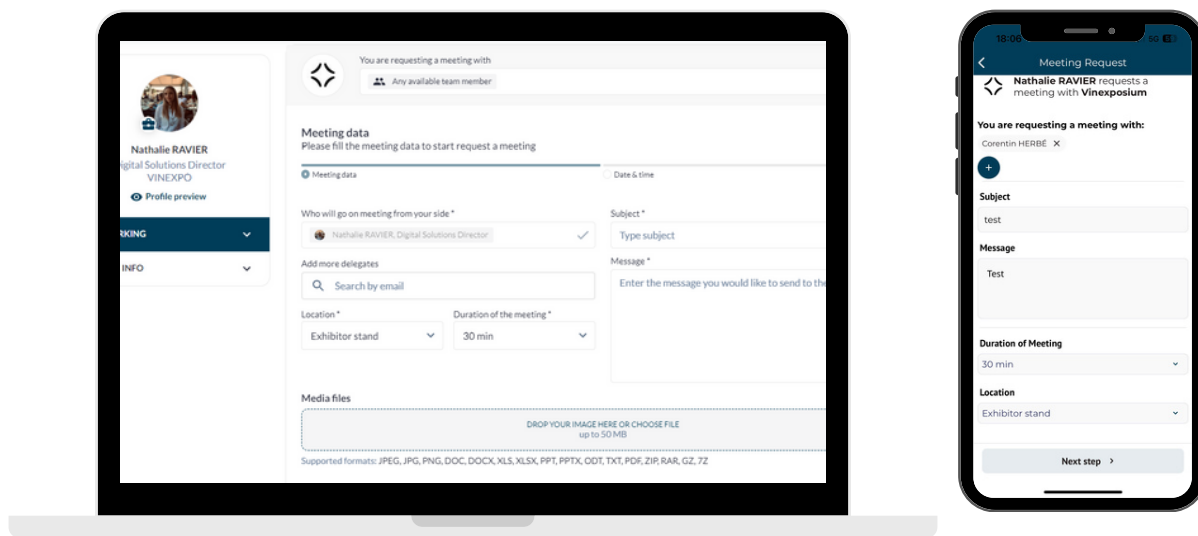 Nathalie RAVIER
igital Solutions Director
VINEXPO
Profile preview
RKING
INFO
You are requesting a meeting with
Any available team member
Meeting data
Please fill the meeting data to start request a meeting
Meeting data
Date & time
Who will go on meeting from your side *
Nathalie RAVIER, Digital Solutions Director
Add more delegates
Search by email
Location *
Duration of the meeting *
Exhibitor stand
30 min
Subject *
Type subject
Message *
Enter the message you would like to send to the
Media files
DROP YOUR IMAGE HERE OR CHOOSE FILE
up to 50 MB
Supported formats: JPEG, JPG, PNG, DOC, DOCX, XLS, XLSX, PPT, PPTX, ODT, TXT, PDF, ZIP, RAR, GZ, 7Z
18:06
5G
Meeting Request
Nathalie RAVIER requests a
meeting with Vinexposium
You are requesting a meeting with:
Corentin HERBÉ
Subject
test
Message
Test
Duration of Meeting
30 min
Location
Exhibitor stand
Next step